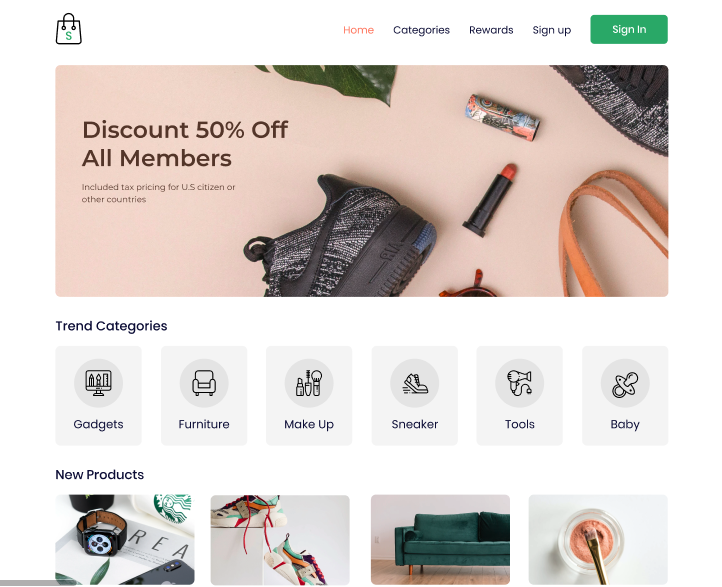 S
Home
Categories
Rewards
Sign up
Sign In
Discount 50% Off
All Members
Included tax pricing for U.S citizen or
other countries
Trend Categories
Gadgets
Furniture
Make Up
Sneaker
Tools
Baby
New Products
R E A